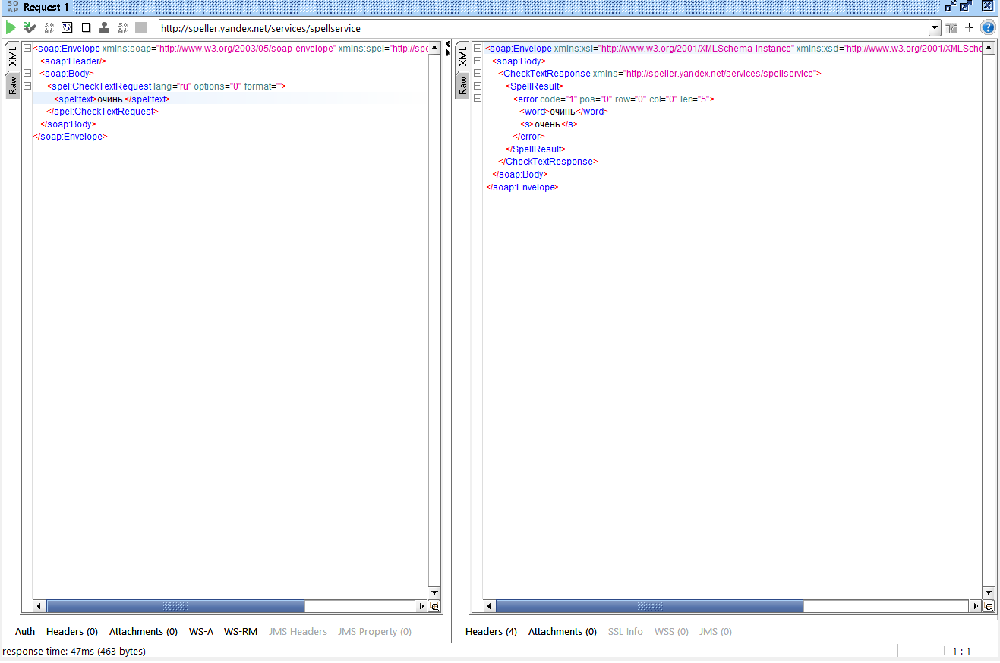 SO AP Request 1
SO AP SO AP http://speller.yandex.net/services/spellservice
XML
Raw
<soap:Envelope xmlns:soap="http://www.w3.org/2003/05/soap-envelope" xmlns:spel="http://spe
<soap:Header/>
<soap:Body>
<spel:CheckTextRequest lang="ru" options="0" format="">
<spel:text>очинь</spel:text>
</spel:CheckTextRequest>
</soap:Body>
</soap:Envelope>
XML
Raw
<soap:Envelope xmlns:xsi="http://www.w3.org/2001/XMLSchema-instance" xmlns:xsd="http://www.w3.org/2001/XMLSche
<soap:Body>
<CheckTextResponse xmlns="http://speller.yandex.net/services/spellservice">
<SpellResult>
<error code="1" pos="0" row="0" col="0" len="5">
<word>очинь</word>
<s>очень</s>
</error>
</SpellResult>
</CheckTextResponse>
</soap:Body>
</soap:Envelope>
Auth Headers (0) Attachments (0) WS-A WS-RM JMS Headers JMS Property (0)
Headers (4) Attachments (0) SSL Info WSS (0) JMS (0)
response time: 47ms (463 bytes)
1 : 1